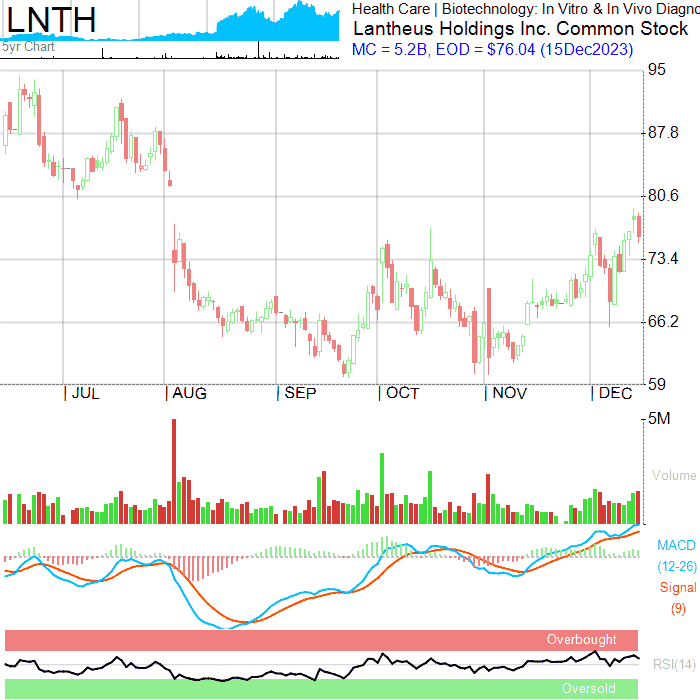 LNTH
Health Care | Biotechnology: In Vitro & In Vivo Diagno
Lantheus Holdings Inc. Common Stock
MC = 5.2B, EOD = $76.04 (15Dec2023)
5yr Chart
95
87.8
80.6
73.4
66.2
59
| JUL | AUG | SEP | OCT | NOV | DEC
5M
Volume
MACD
(12-26)
Signal
(9)
Overbought
RSI(14)
Oversold